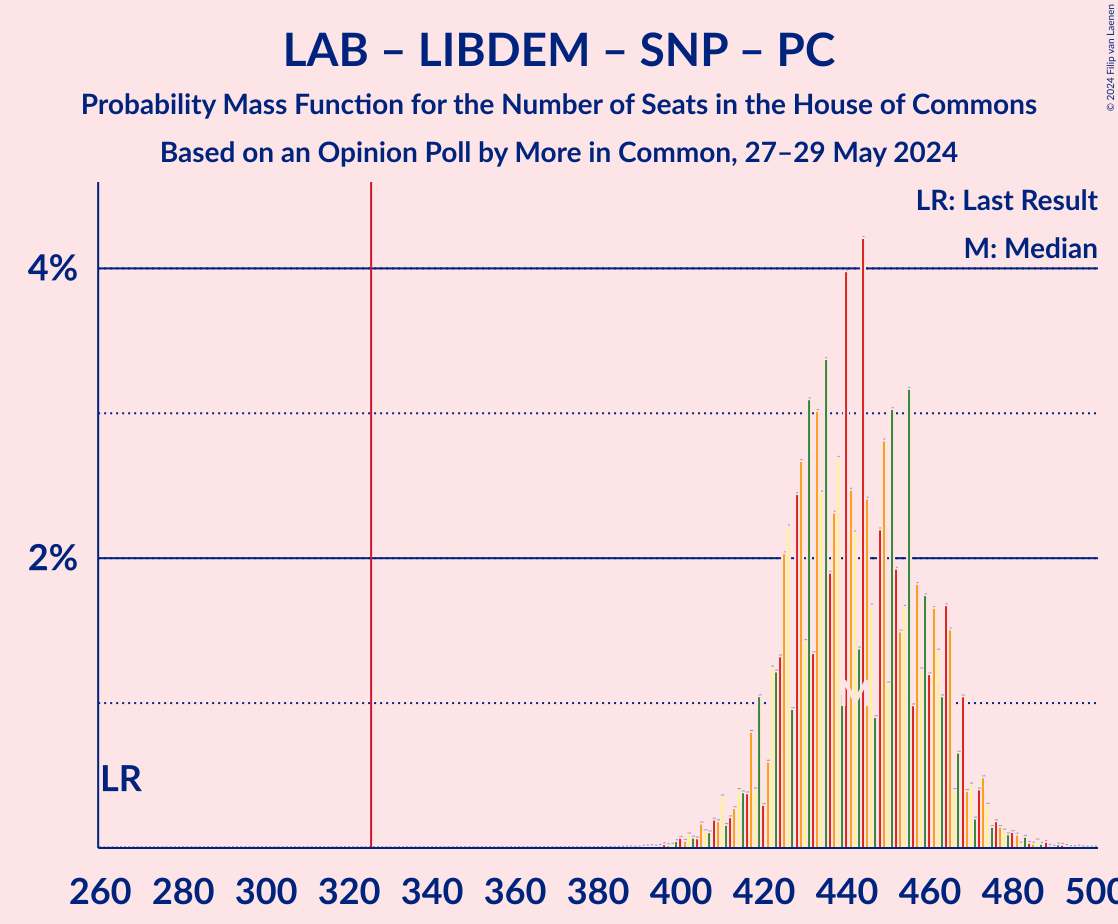 LAB – LIBDEM – SNP – PC
Probability Mass Function for the Number of Seats in the House of Commons
Based on an Opinion Poll by More in Common, 27–29 May 2024
© 2024 Filip van Laenen
LR: Last Result
M: Median
4%
2%
LR
260 280 300 320 340 360 380 400 420 440 460 480 500